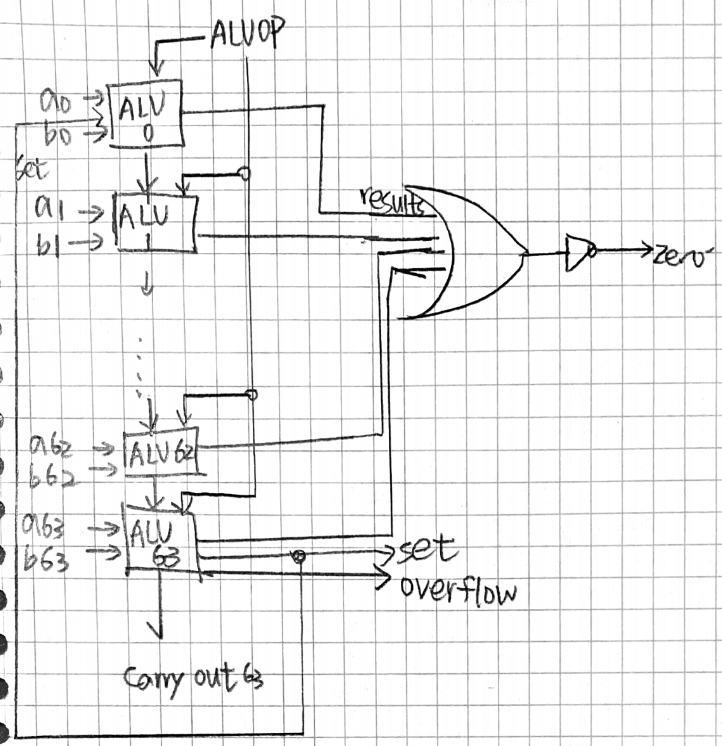 ALUOP
a0
ALU
0
b0
set
a1
ALU
1
b1
results
zero
a62
ALU 62
b62
a63
ALU
63
b63
set
overflow
Carry out 63